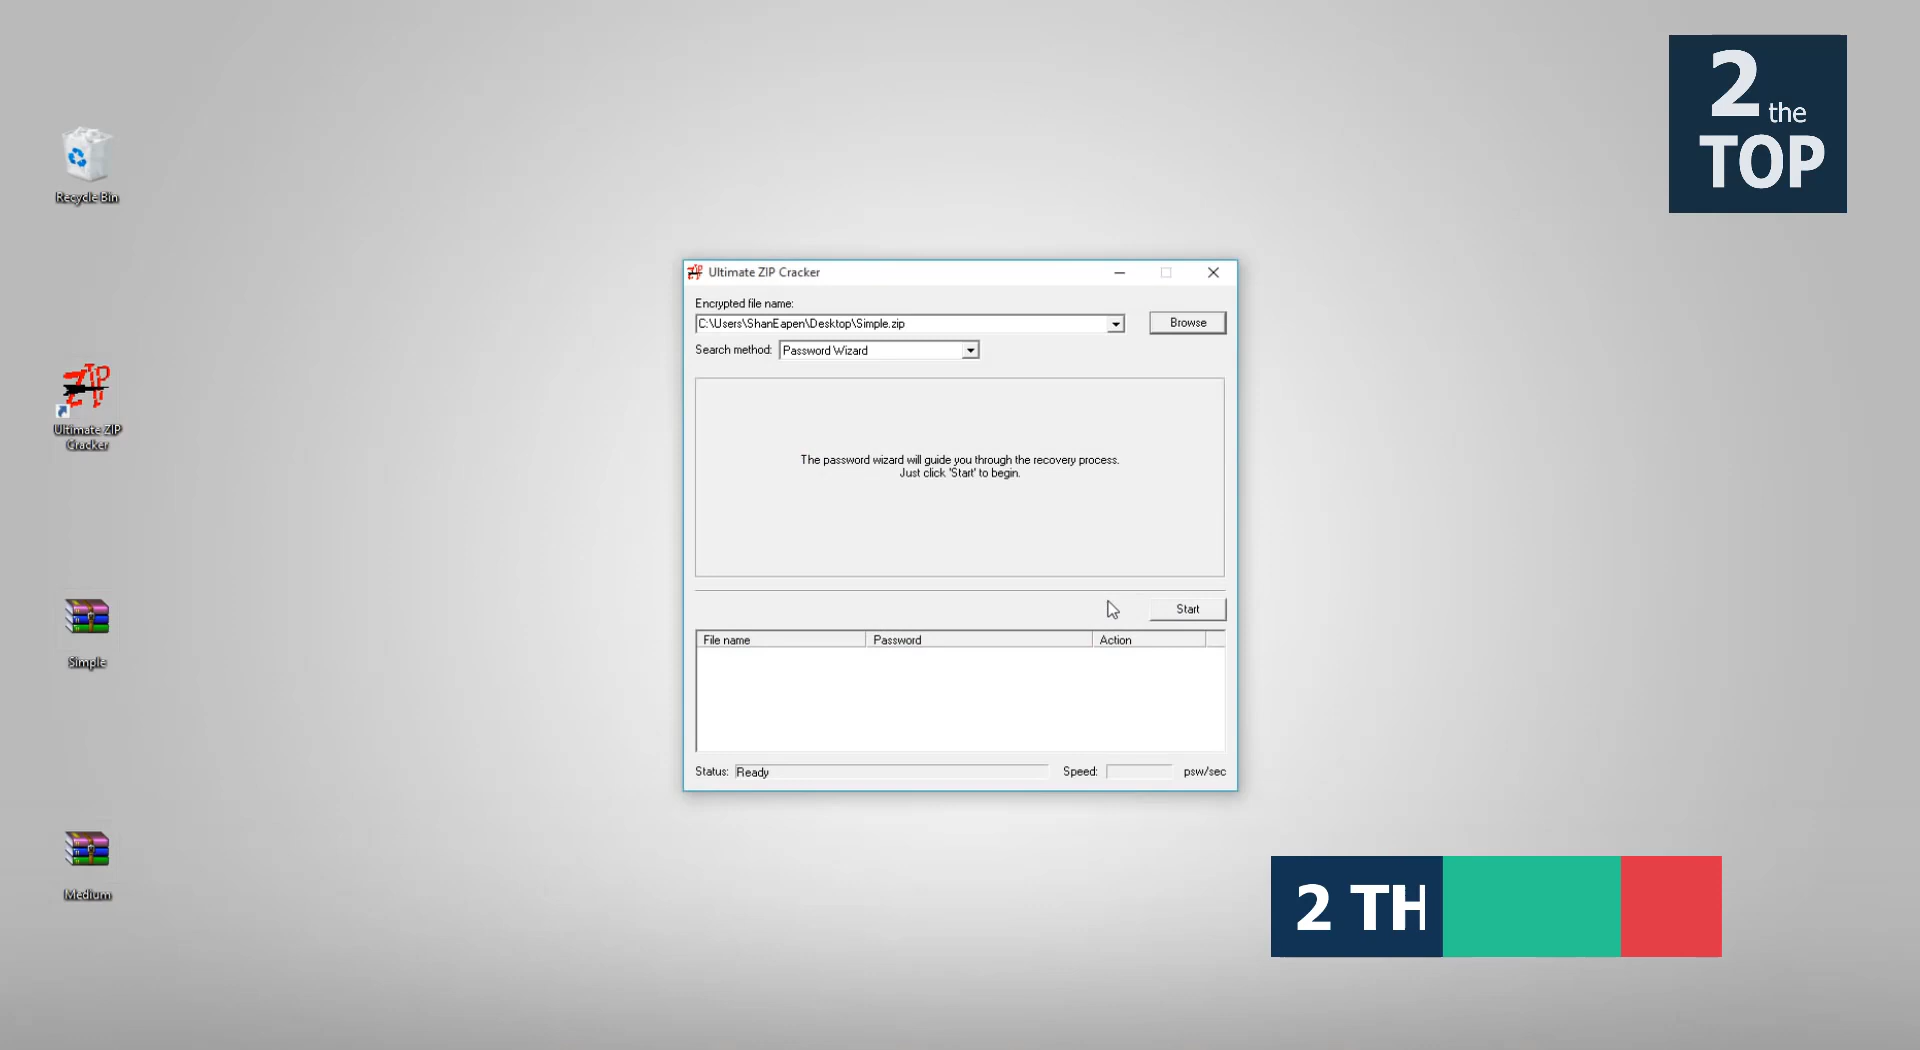 2 the
TOP
Recycle Bin
Ultimate ZIP
Cracker
Simple
Medium
Ultimate ZIP Cracker
Encrypted file name:
C:\Users\ShanEapen\Desktop\Simple.zip
Browse
Search method: Password Wizard
The password wizard will guide you through the recovery process.
Just click 'Start' to begin.
Start
File name Password Action
Status: Ready Speed: psw/sec
2 TH